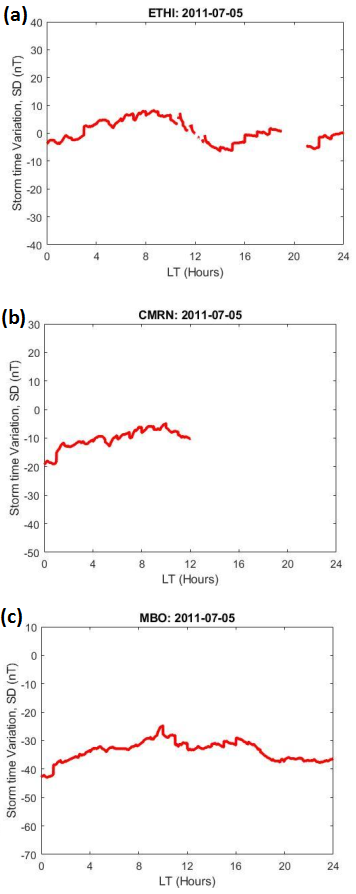 (a)
ETHI: 2011-07-05
Storm time Variation, SD (nT)
40
30
20
10
0
-10
-20
-30
-40
0 4 8 12 16 20 24
LT (Hours)
(b)
CMRN: 2011-07-05
Storm time Variation, SD (nT)
30
20
10
0
-10
-20
-30
-40
-50
0 4 8 12 16 20 24
LT (Hours)
(c)
MBO: 2011-07-05
Storm time Variation, SD (nT)
10
0
-10
-20
-30
-40
-50
-60
-70
0 4 8 12 16 20 24
LT (Hours)